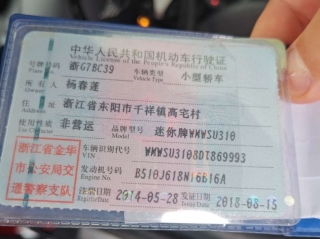 中华人民共和国机动车行驶证
Vehicle License of the People's Republic of China
号牌号码 浙G7BC39 车辆类型 小型轿车
Plate No. Vehicle Type
所有人 杨春莲
Owner
住址 浙江省东阳市千祥镇高宅村
Address
使用性质 非营运 品牌型号 迷你牌WMWSU310
Use Character Model
浙江省金华
市公安局交
通警察支队
车辆识别代号 WMWSU3108DT869993
VIN
发动机号码 B510J618N16B16A
Engine No.
注册日期 2014-05-28 发证日期 2018-08-15
Register Date Issue Date